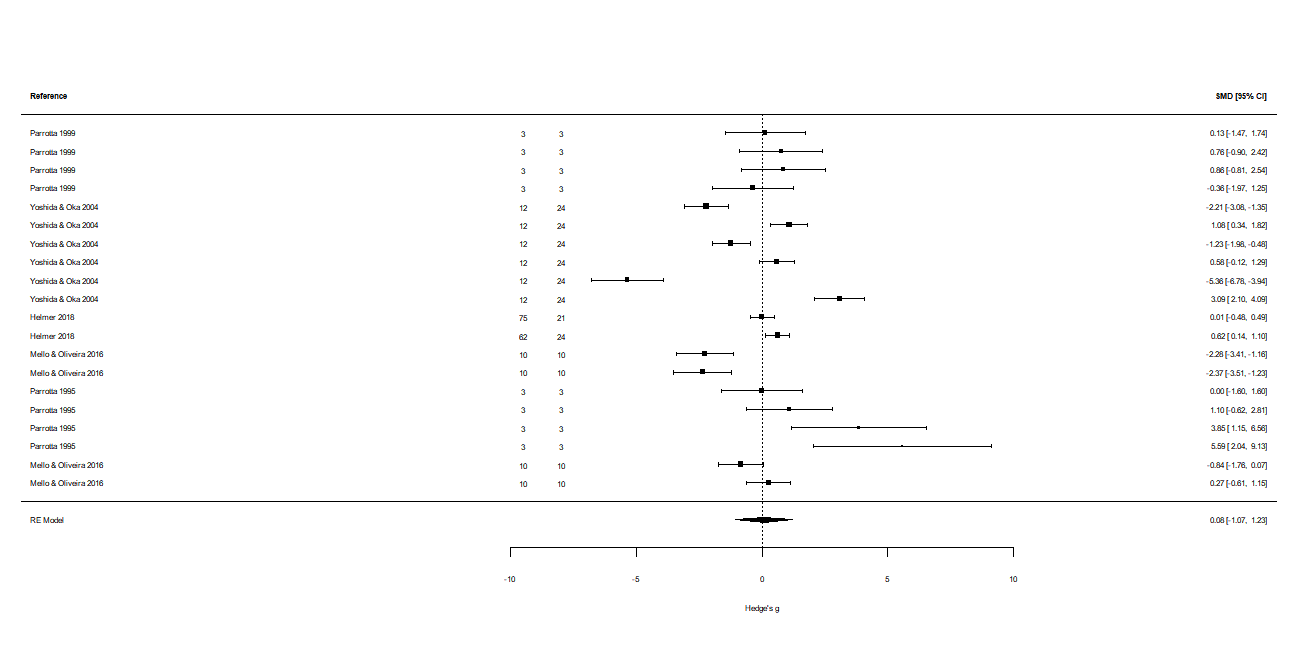 Reference SMD [95% CI]
Parrotta 1999 3 3 0.13 [-1.47, 1.74]
Parrotta 1999 3 3 0.76 [-0.90, 2.42]
Parrotta 1999 3 3 0.86 [-0.81, 2.54]
Parrotta 1999 3 3 -0.36 [-1.97, 1.25]
Yoshida & Oka 2004 12 24 -2.21 [-3.08, -1.35]
Yoshida & Oka 2004 12 24 1.08 [ 0.34, 1.82]
Yoshida & Oka 2004 12 24 -1.23 [-1.98, -0.48]
Yoshida & Oka 2004 12 24 0.58 [-0.12, 1.29]
Yoshida & Oka 2004 12 24 -5.36 [-6.78, -3.94]
Yoshida & Oka 2004 12 24 3.09 [ 2.10, 4.09]
Helmer 2018 75 21 0.01 [-0.48, 0.49]
Helmer 2018 62 24 0.62 [ 0.14, 1.10]
Mello & Oliveira 2016 10 10 -2.28 [-3.41, -1.16]
Mello & Oliveira 2016 10 10 -2.37 [-3.51, -1.23]
Parrotta 1995 3 3 0.00 [-1.60, 1.60]
Parrotta 1995 3 3 1.10 [-0.62, 2.81]
Parrotta 1995 3 3 3.85 [ 1.15, 6.56]
Parrotta 1995 3 3 5.59 [ 2.04, 9.13]
Mello & Oliveira 2016 10 10 -0.84 [-1.76, 0.07]
Mello & Oliveira 2016 10 10 0.27 [-0.61, 1.15]
RE Model 0.08 [-1.07, 1.23]
-10 -5 0 5 10
Hedge's g